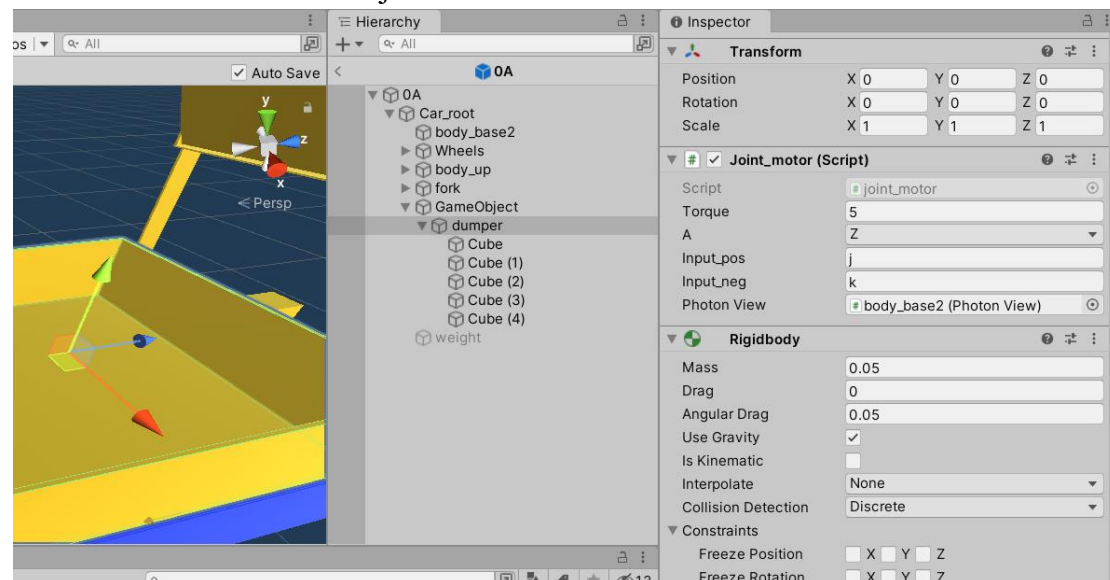 Hierarchy
Inspector
os
All
All
Auto Save
0A
y
z
x
Persp
0A
Car_root
body_base2
Wheels
body_up
fork
GameObject
dumper
Cube
Cube (1)
Cube (2)
Cube (3)
Cube (4)
weight
Transform
Position X 0 Y 0 Z 0
Rotation X 0 Y 0 Z 0
Scale X 1 Y 1 Z 1
Joint_motor (Script)
Script joint_motor
Torque 5
A Z
Input_pos j
Input_neg k
Photon View body_base2 (Photon View)
Rigidbody
Mass 0.05
Drag 0
Angular Drag 0.05
Use Gravity
Is Kinematic
Interpolate None
Collision Detection Discrete
Constraints
Freeze Position X Y Z
Freeze Rotation X Y Z